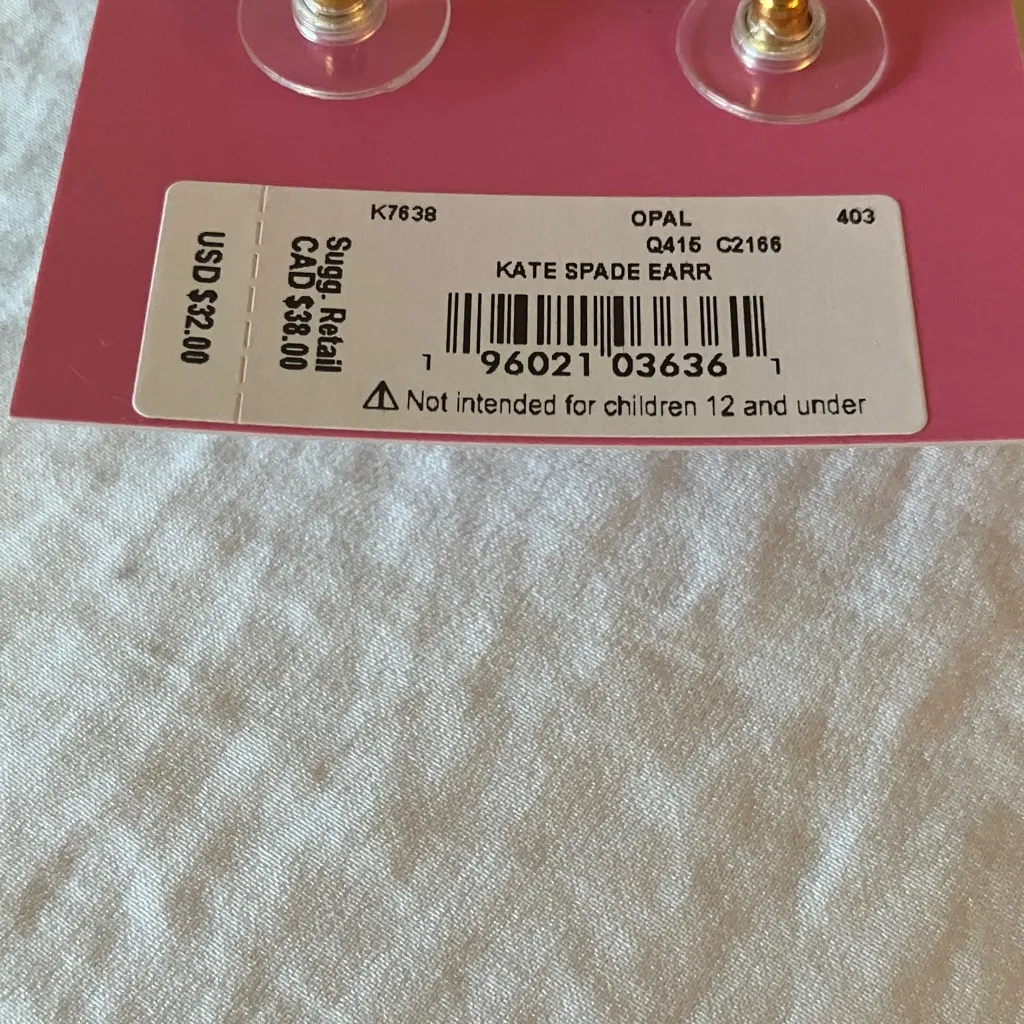 USD $32.00
Sugg. Retail
CAD $38.00
K7638 OPAL 403
Q415 C2166
KATE SPADE EARR
1 96021 03636 1
⚠ Not intended for children 12 and under